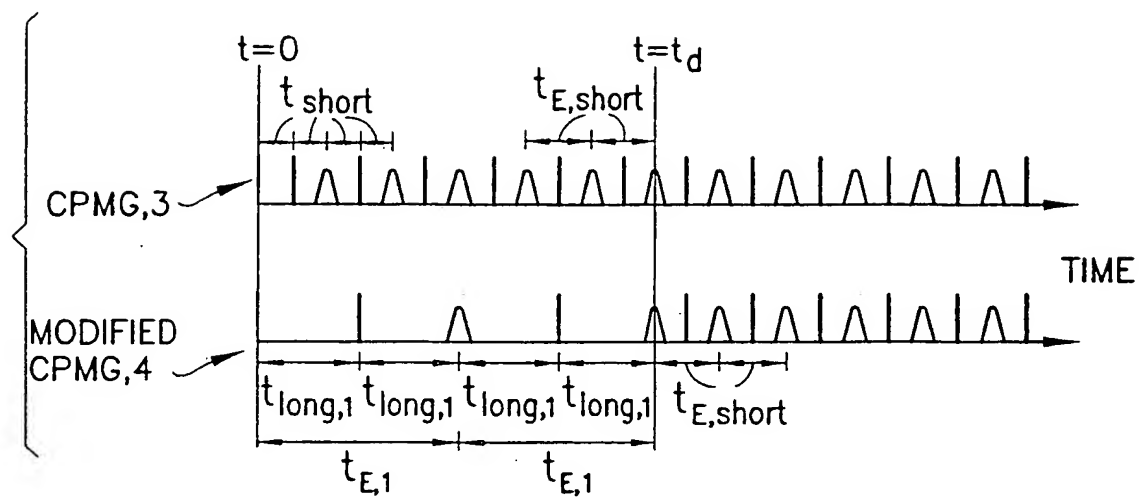 t=0
t=t_d
t_short
t_E,short
CPMG,3
TIME
MODIFIED
CPMG,4
t_long,1 t_long,1 t_long,1 t_long,1
t_E,short
t_E,1 t_E,1